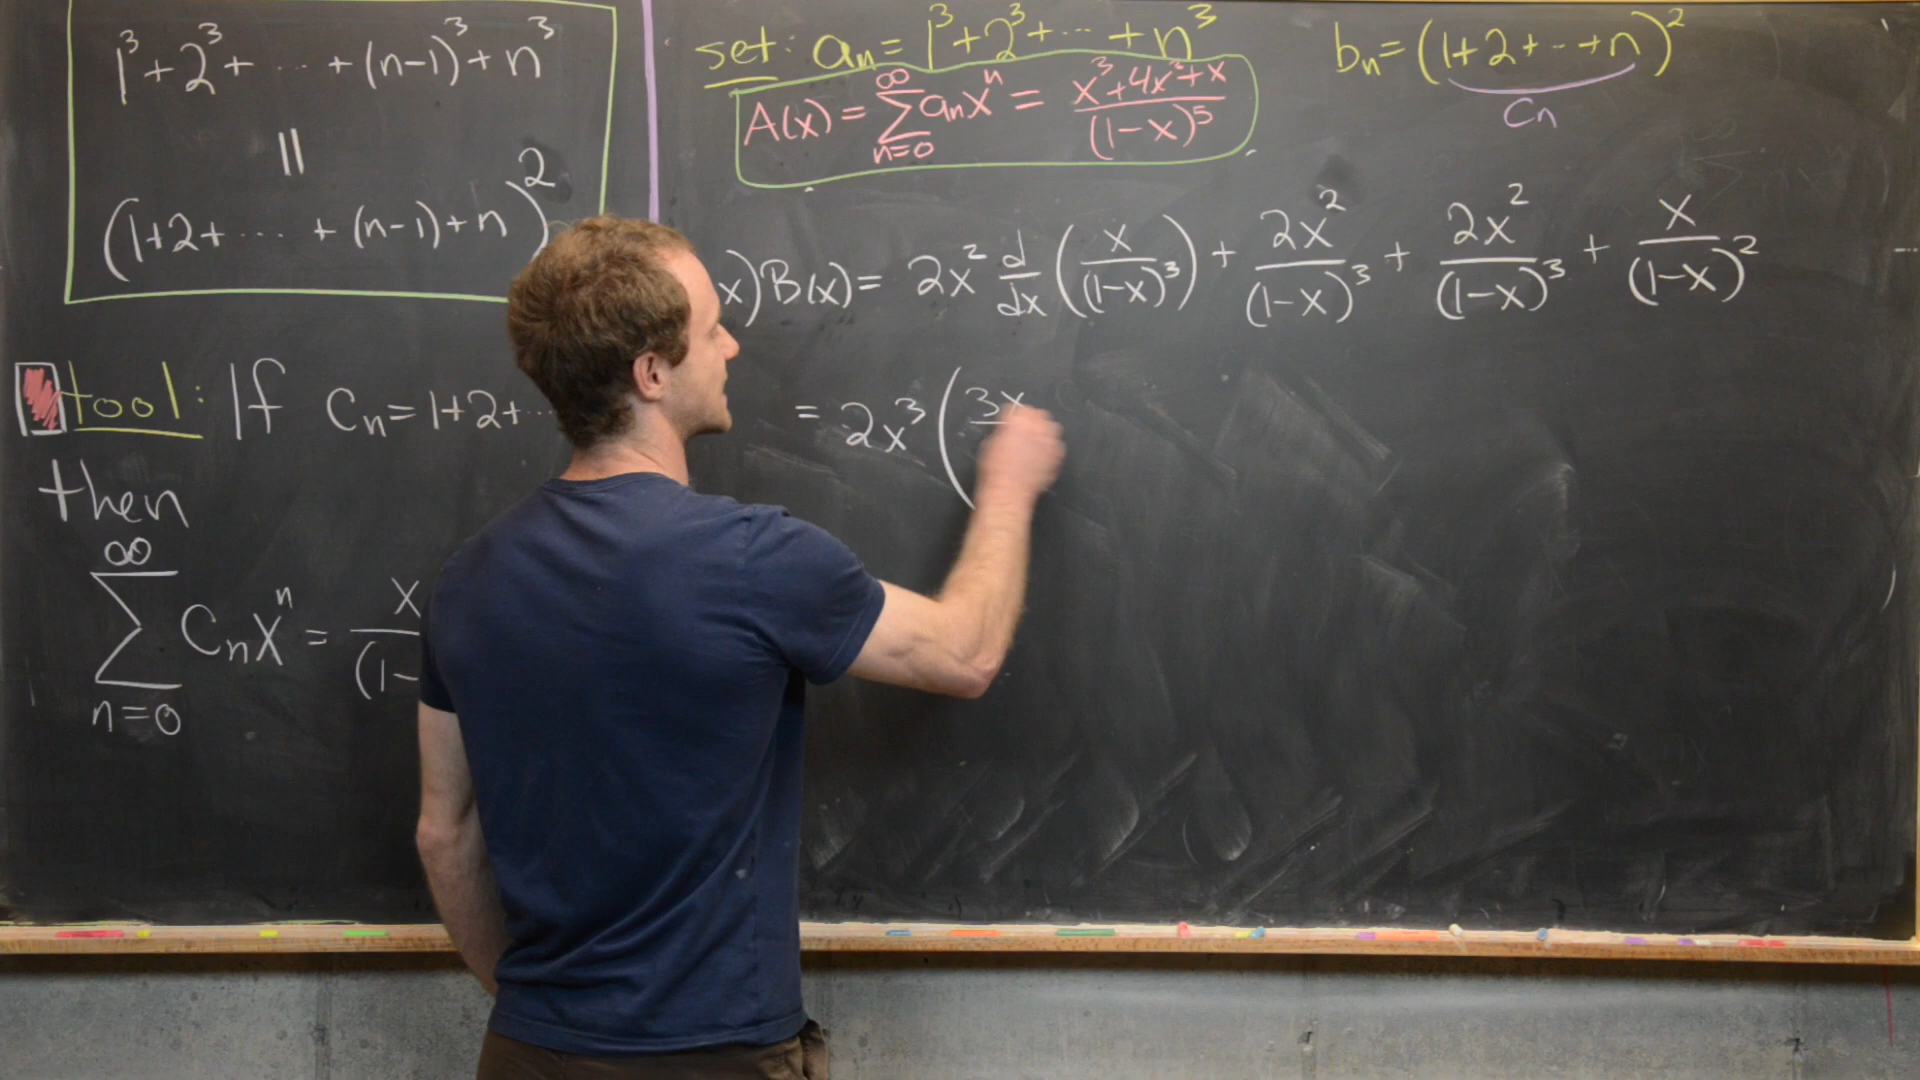 1³+2³+ ··· +(n-1)³+n³
||
(1+2+ ··· +(n-1)+n)²
tool: If Cn=1+2+ ···
then
∞
∑ Cnxⁿ = x
(1-
n=0
set: an= 1³+2³+ ··· +n³
bn=(1+2+ ··· +n)²
Cn
A(x)= ∞∑n=0 anxⁿ = x³+4x²+x/(1-x)⁵
x)B(x)= 2x² d/dx (x/(1-x)³) + 2x²/(1-x)³ + 2x²/(1-x)³ + x/(1-x)²
= 2x³ (3x